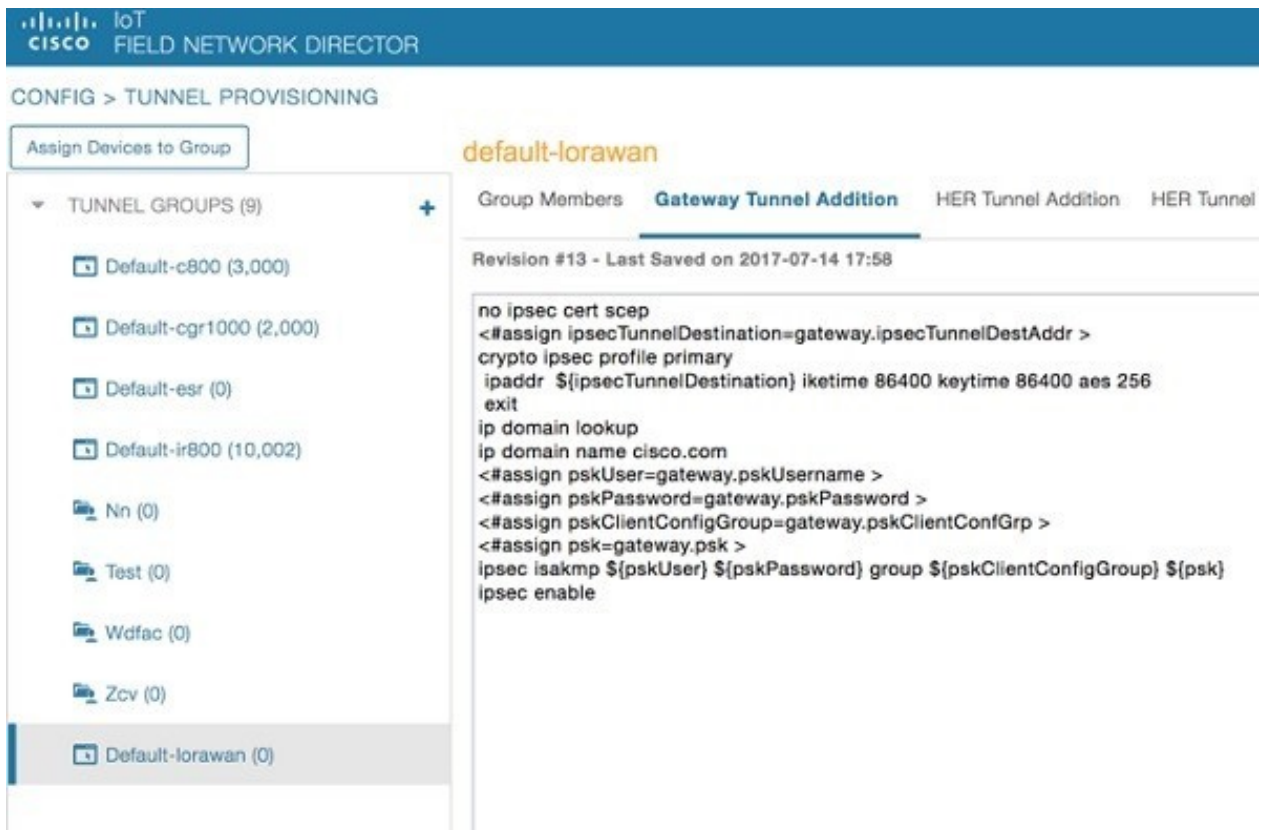 IoT
CISCO FIELD NETWORK DIRECTOR
CONFIG > TUNNEL PROVISIONING
Assign Devices to Group
TUNNEL GROUPS (9) +
Default-c800 (3,000)
Default-cgr1000 (2,000)
Default-esr (0)
Default-ir800 (10,002)
Nn (0)
Test (0)
Wdfac (0)
Zcv (0)
Default-lorawan (0)
default-lorawan
Group Members Gateway Tunnel Addition HER Tunnel Addition HER Tunnel
Revision #13 - Last Saved on 2017-07-14 17:58
no ipsec cert scep
<#assign ipsecTunnelDestination=gateway.ipsecTunnelDestAddr >
crypto ipsec profile primary
ipaddr ${ipsecTunnelDestination} iketime 86400 keytime 86400 aes 256
exit
ip domain lookup
ip domain name cisco.com
<#assign pskUser=gateway.pskUsername >
<#assign pskPassword=gateway.pskPassword >
<#assign pskClientConfigGroup=gateway.pskClientConfGrp >
<#assign psk=gateway.psk >
ipsec isakmp ${pskUser} ${pskPassword} group ${pskClientConfigGroup} ${psk}
ipsec enable